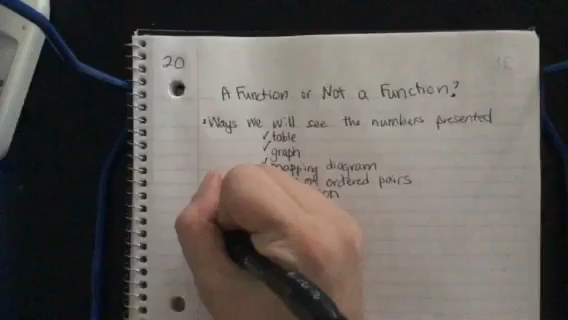 20
A Function or Not a Function?
•Ways we will see the numbers presented
✓table
✓graph
✓mapping diagram
ordered pairs